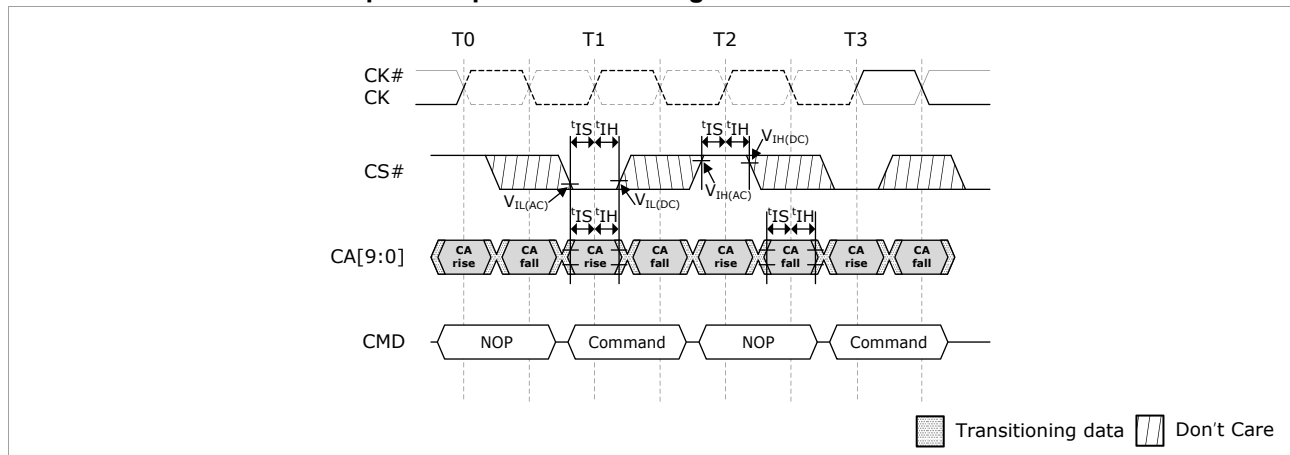 T0 T1 T2 T3
CK#
CK
tIS tIH tIS tIH VIH(DC)
CS#
VIL(AC) VIL(DC) VIH(AC)
tIS tIH tIS tIH
CA[9:0] CA rise CA fall CA rise CA fall CA rise CA fall CA rise CA fall
CMD NOP Command NOP Command
Transitioning data Don't Care